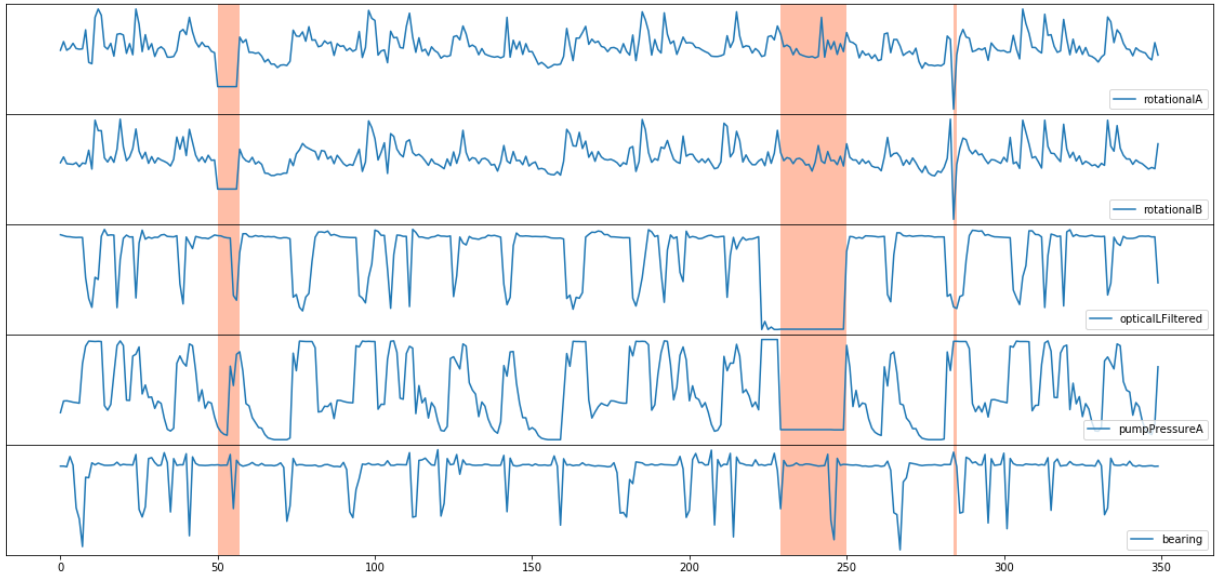 rotationalA
rotationalB
opticalLFiltered
pumpPressureA
bearing
0 50 100 150 200 250 300 350